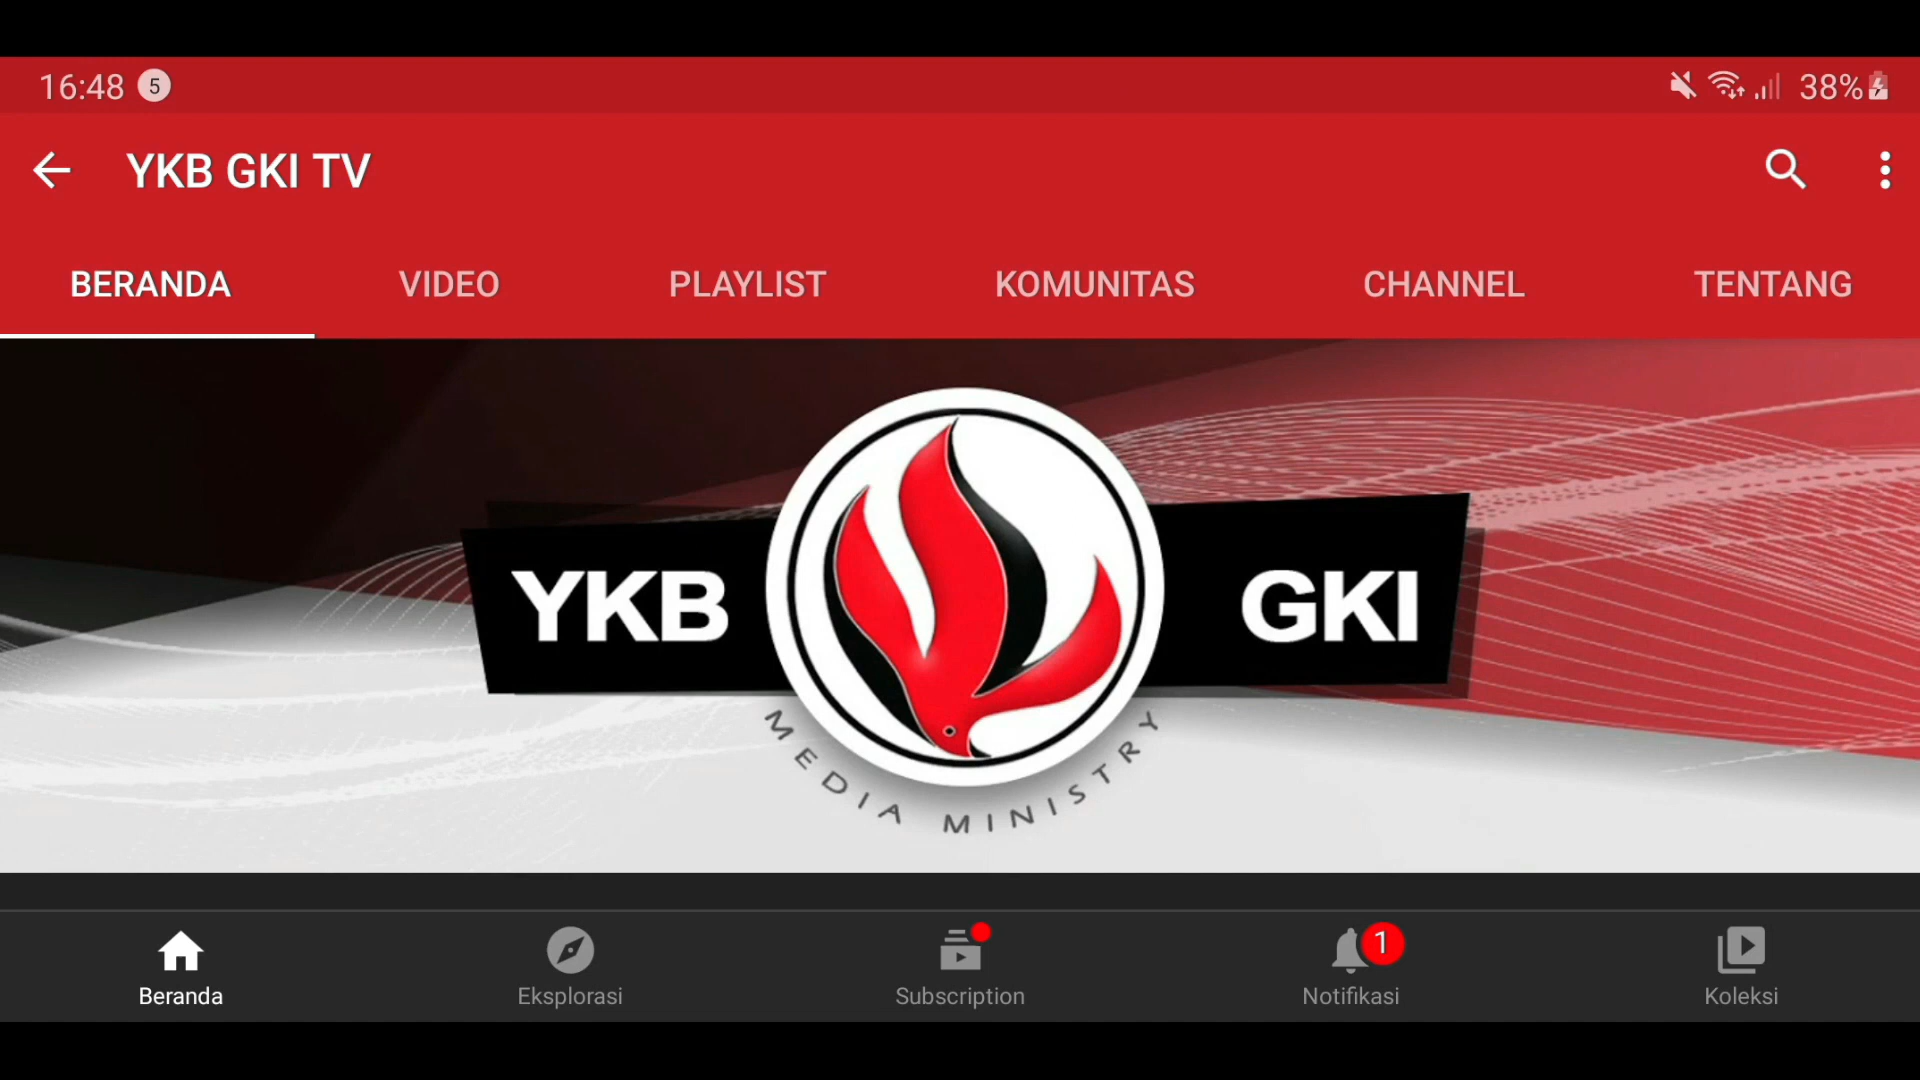 16:48 5 38%
YKB GKI TV
BERANDA VIDEO PLAYLIST KOMUNITAS CHANNEL TENTANG
YKB GKI
MEDIA MINISTRY
1
Beranda Eksplorasi Subscription Notifikasi Koleksi